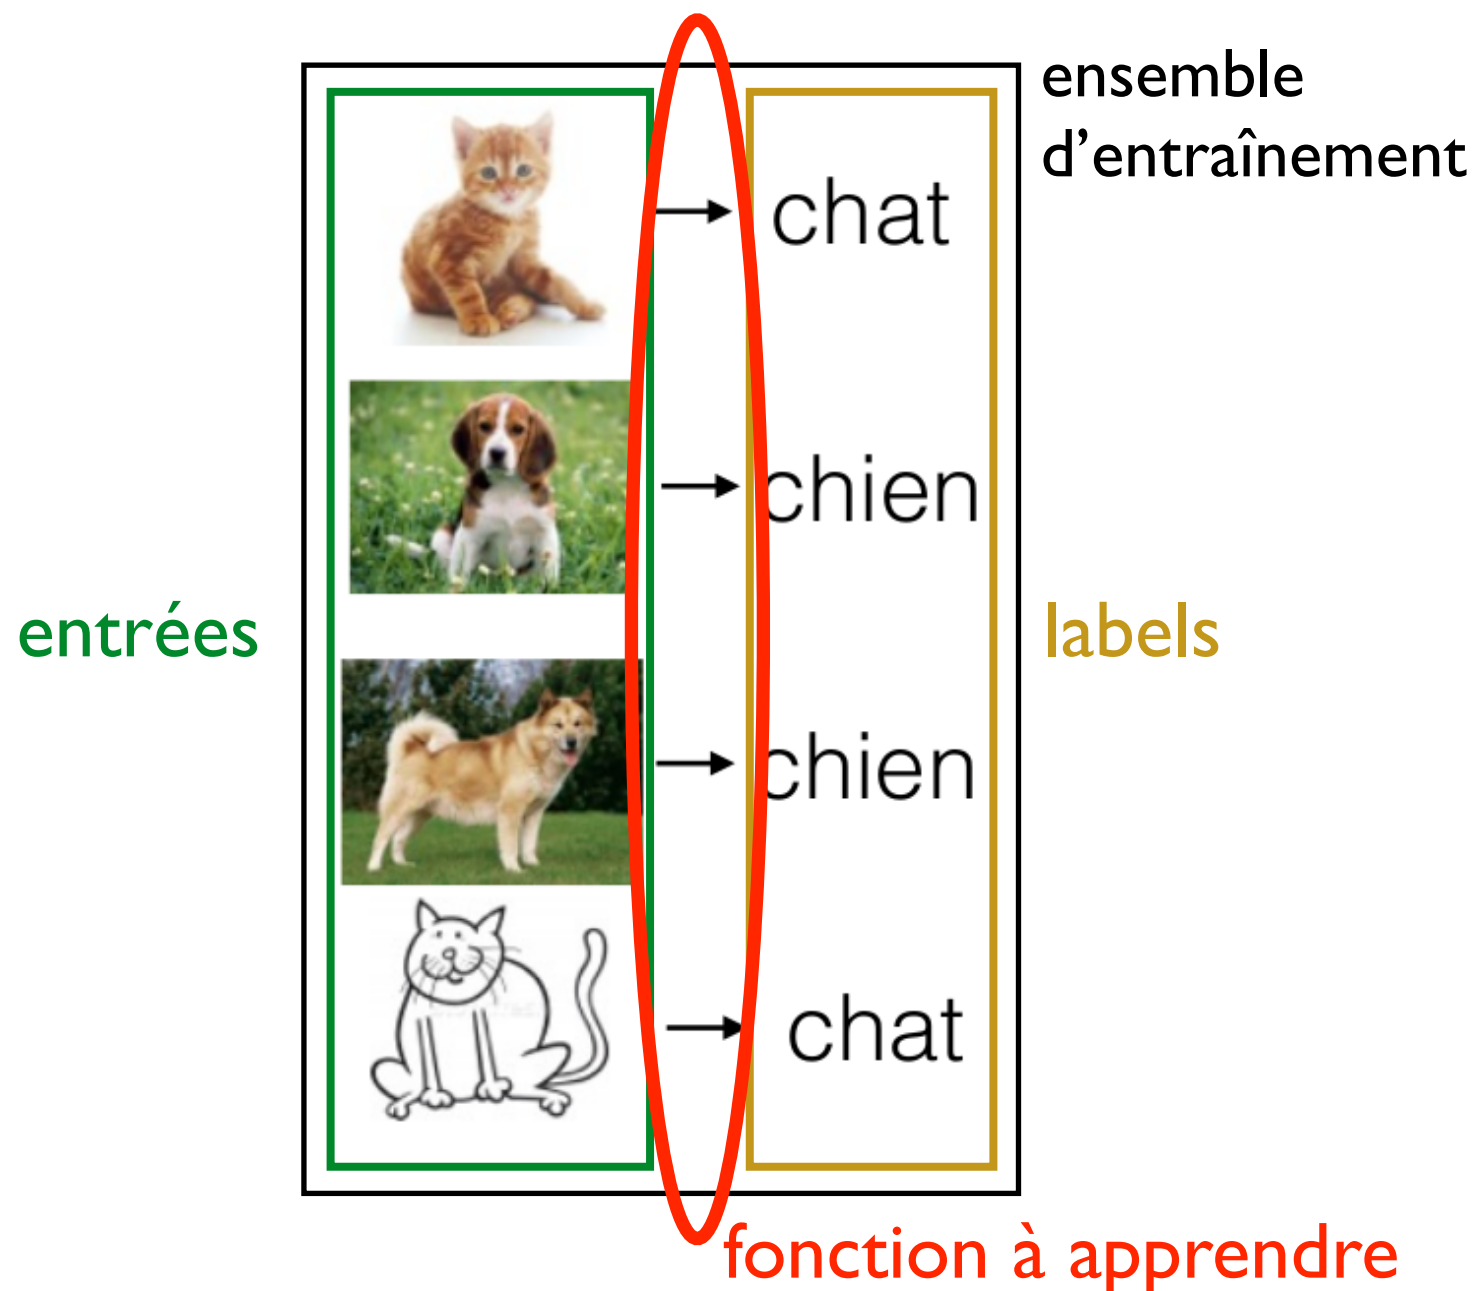 ensemble
d'entraînement
chat
chien
entrées
labels
chien
chat
fonction à apprendre